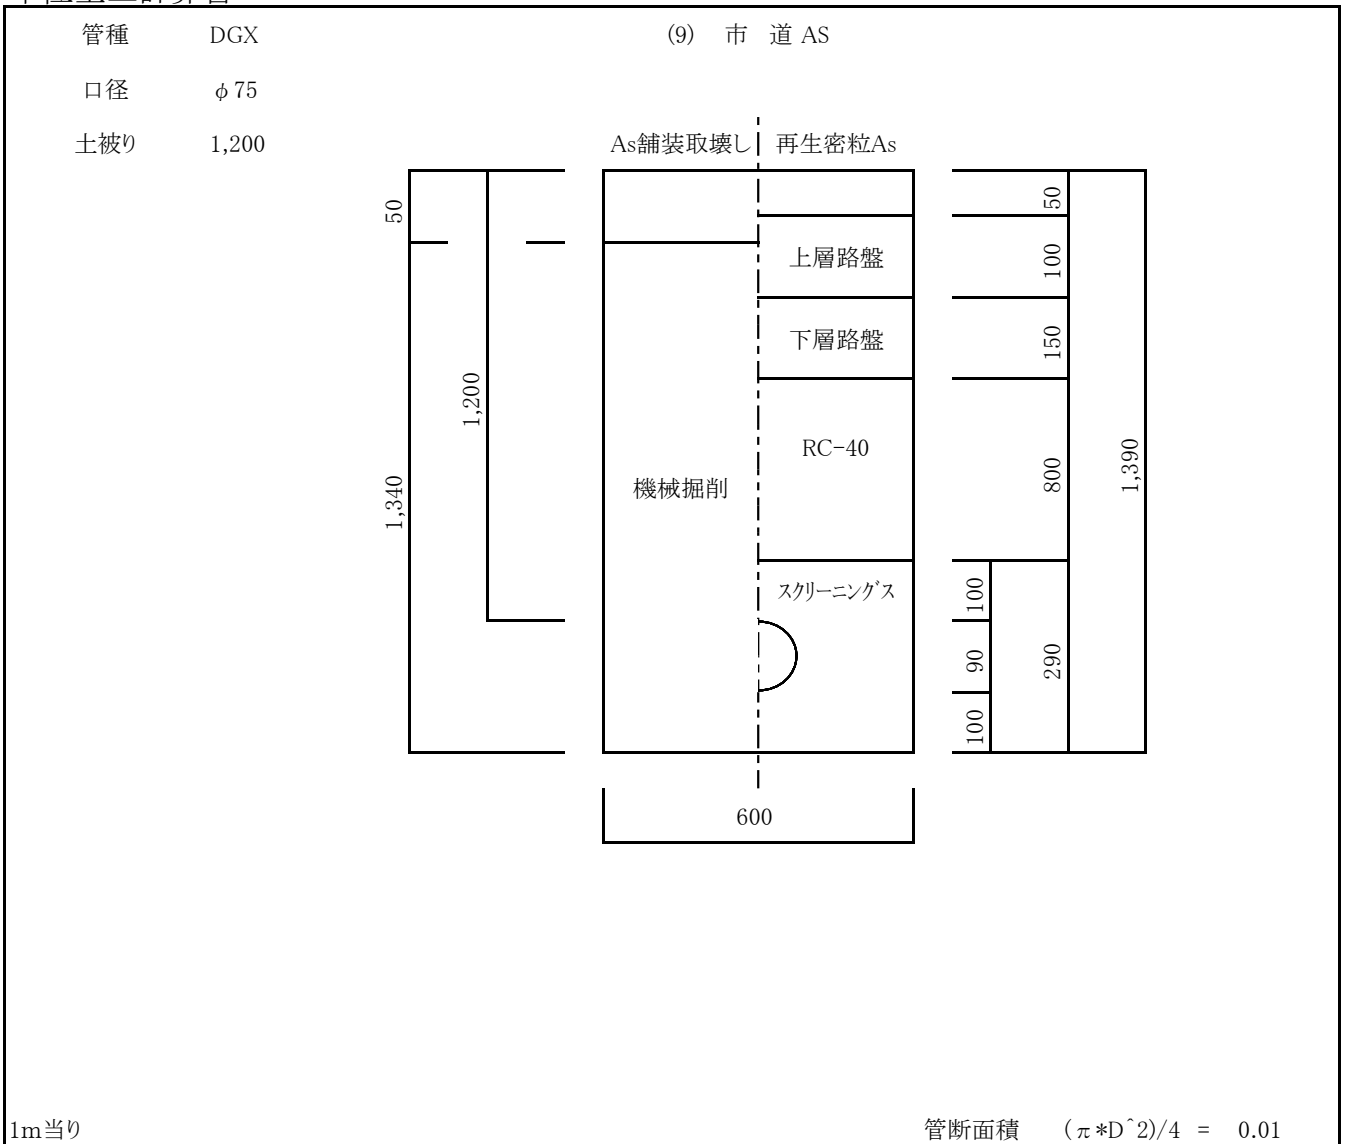 管種 DGX (9) 市 道 AS
口径 φ75
土被り 1,200
As舗装取壊し 再生密粒As
50
50
上層路盤
100
下層路盤
150
1,200
RC-40
800
1,390
機械掘削
1,340
スクリーニングス
100
90
290
100
600
1m当り 管断面積 (π*D^2)/4 = 0.01